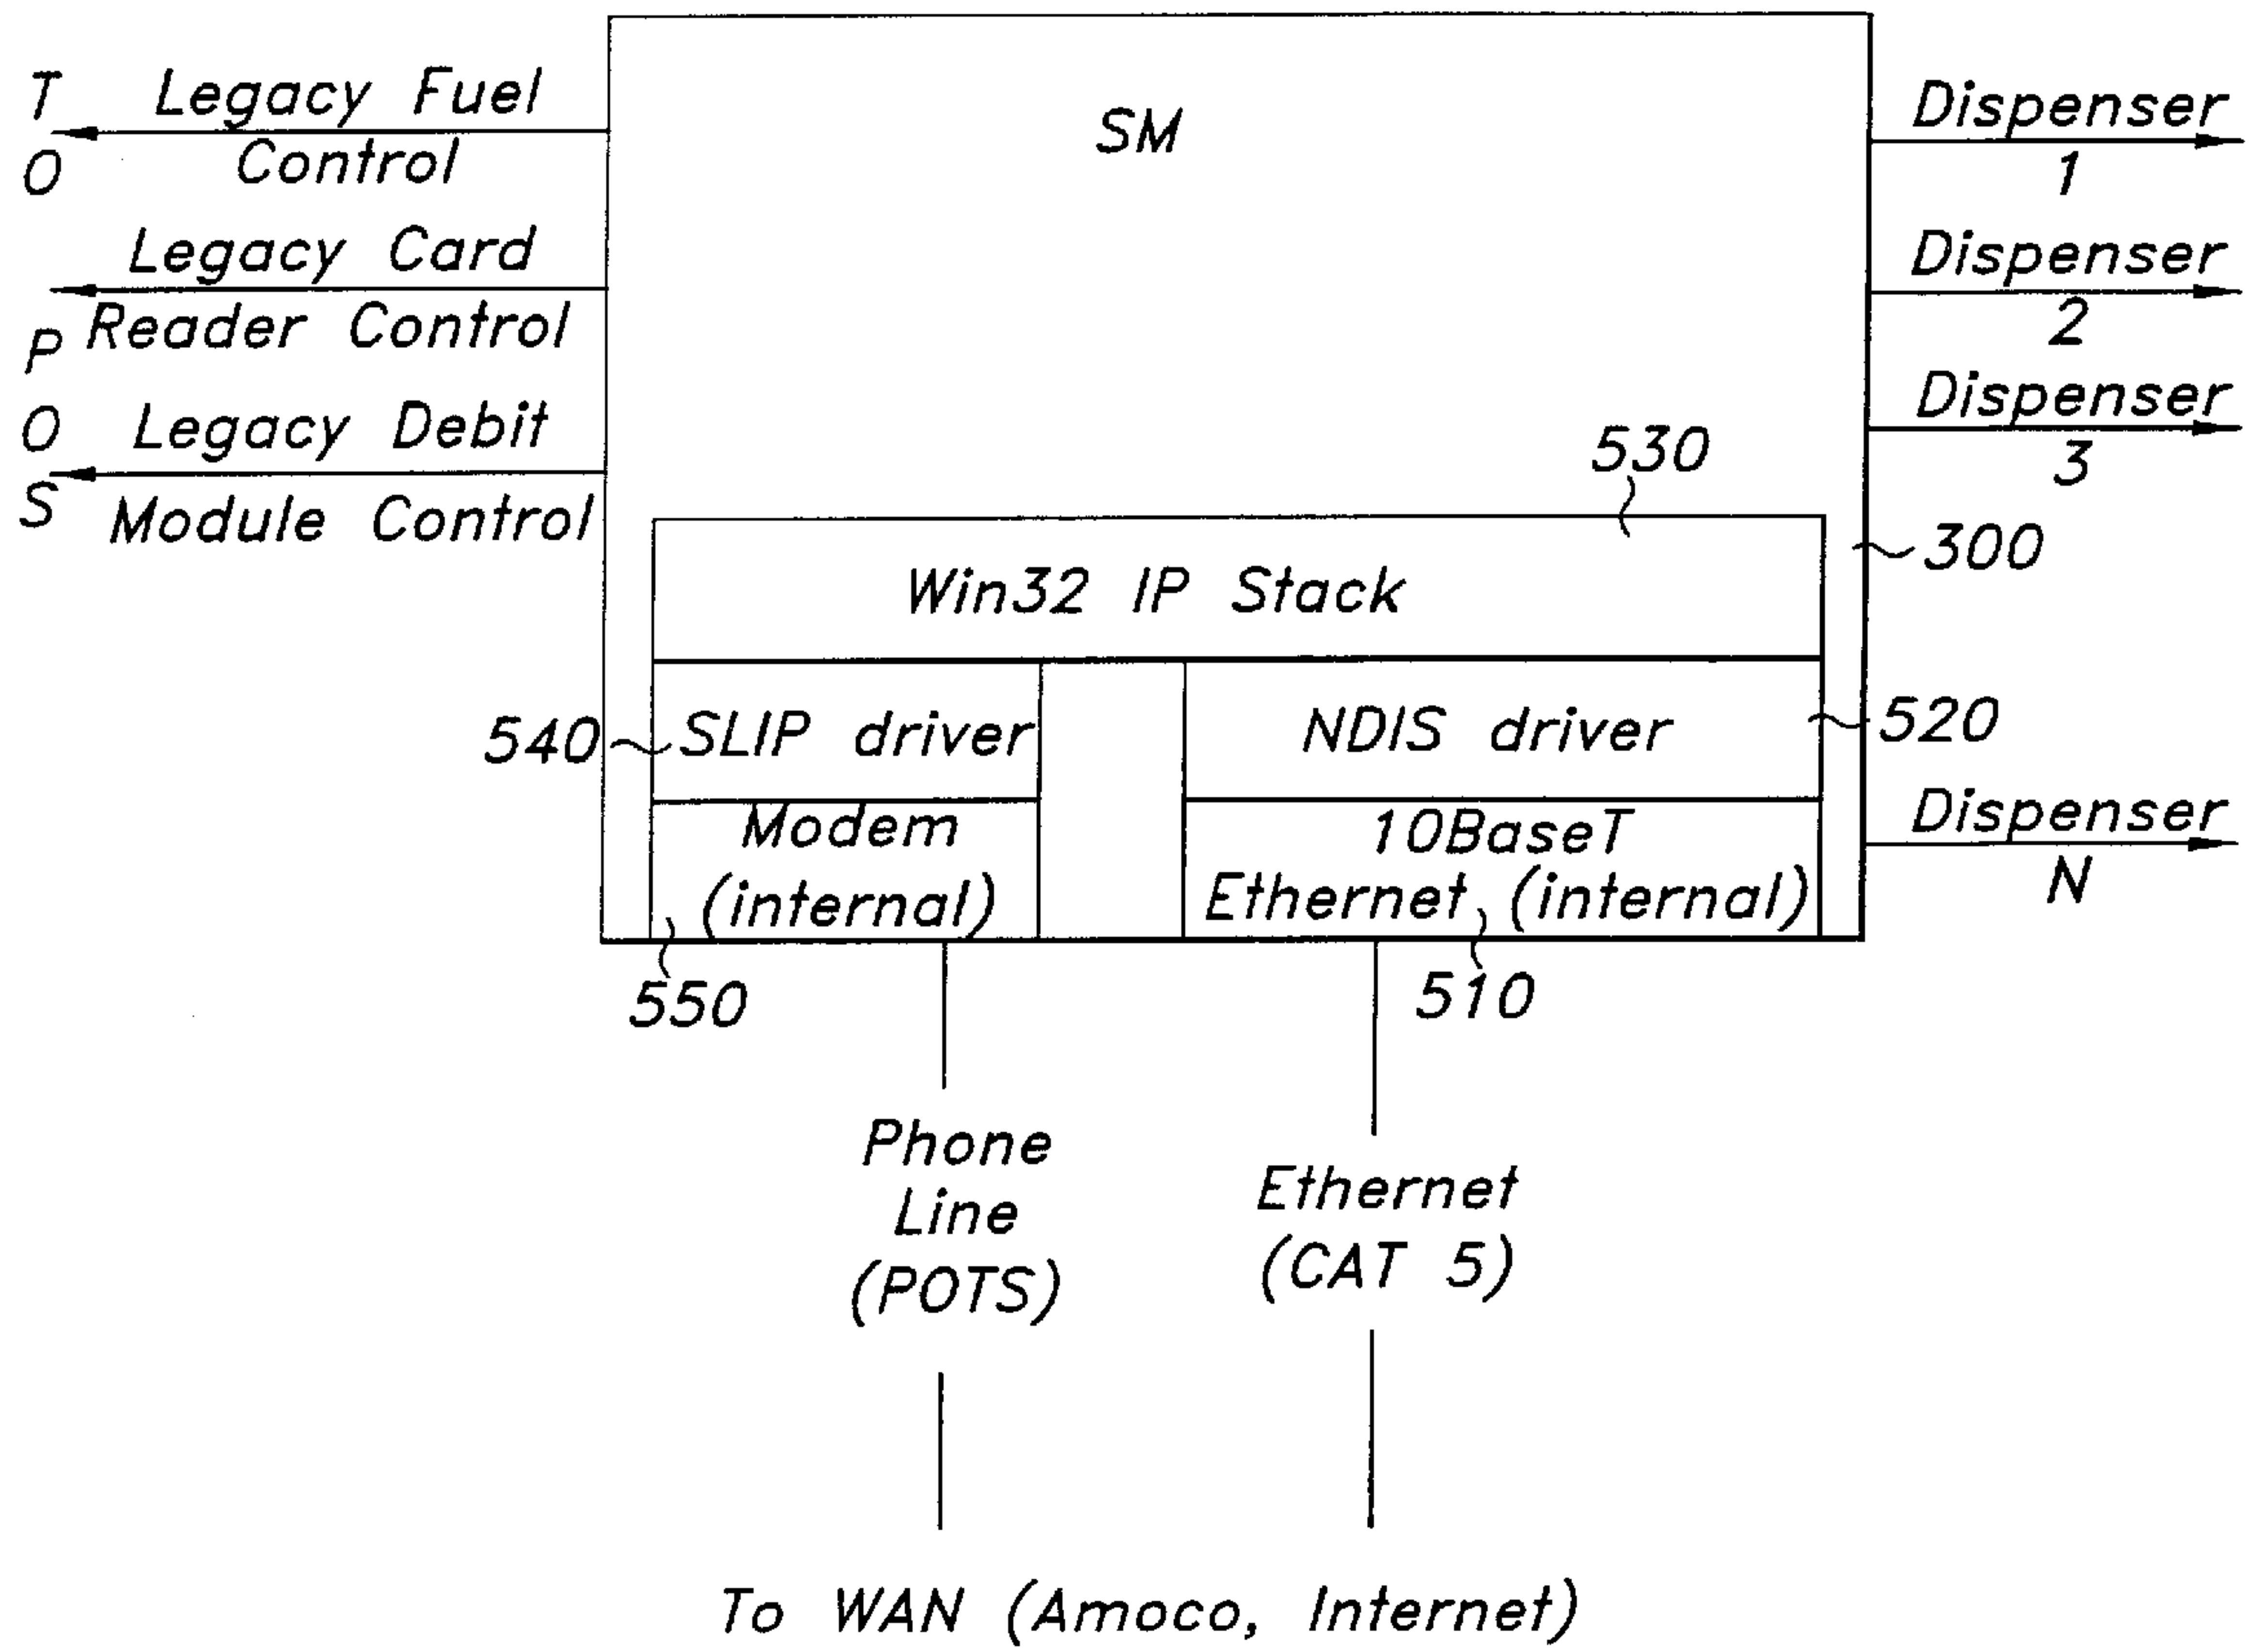 T
O
P
O
S
Legacy Fuel
Control
Legacy Card
Reader Control
Legacy Debit
Module Control
SM
Dispenser
1
Dispenser
2
Dispenser
3
530
300
Win32 IP Stack
540
SLIP driver
NDIS driver
520
Modem
(internal)
10BaseT
Ethernet (internal)
Dispenser
N
550
510
Phone
Line
(POTS)
Ethernet
(CAT 5)
To WAN (Amoco, Internet)